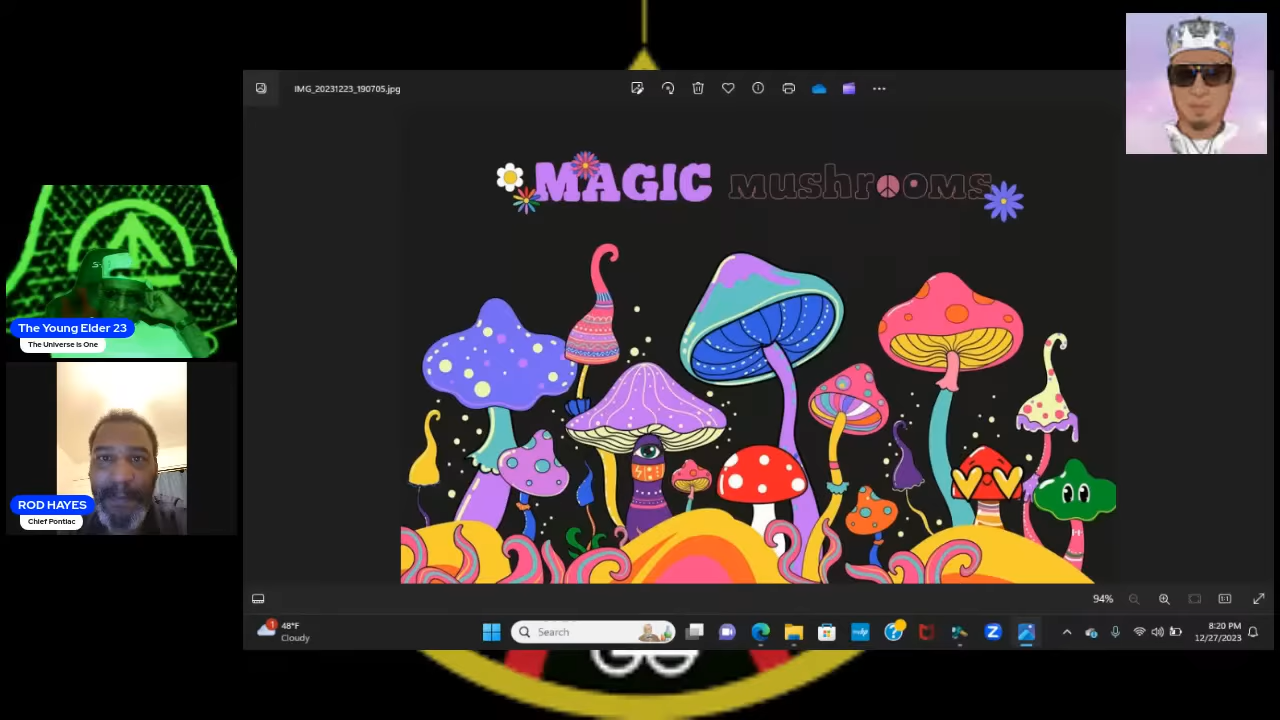 IMG_20231223_190705.jpg
MAGIC mushrooms
The Young Elder 23
The Universe is One
ROD HAYES
Chief Pontiac
94%
1
48°F
Cloudy
Search
8:20 PM
12/27/2023